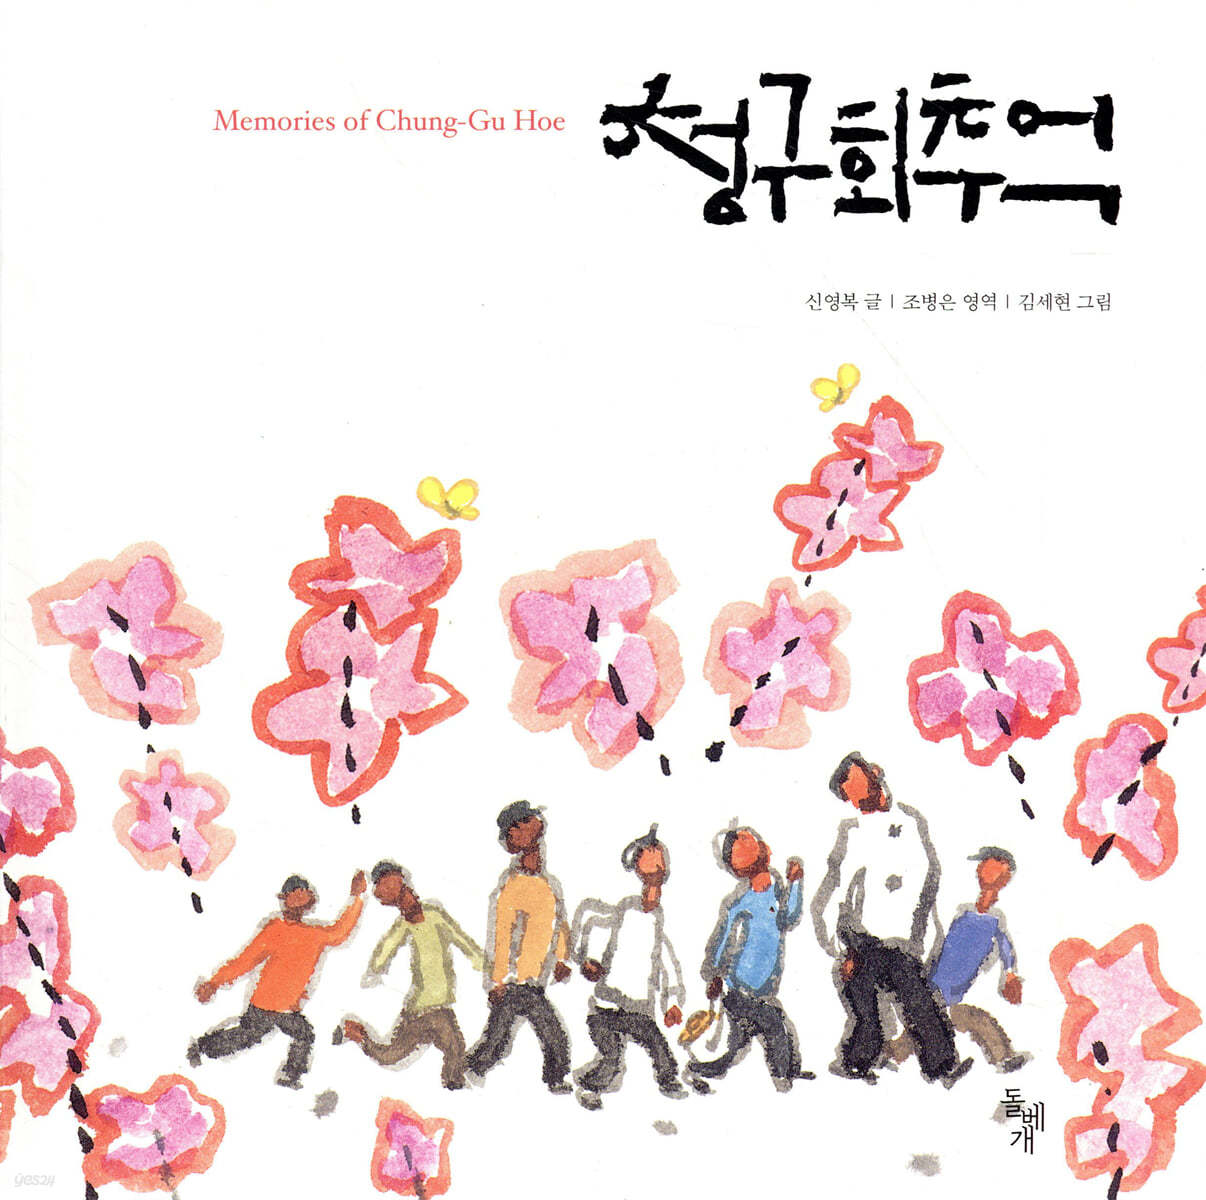 Memories of Chung-Gu Hoe
청구회 추억
신영복 글 | 조병은 영역 | 김세현 그림
돌베개
yes24